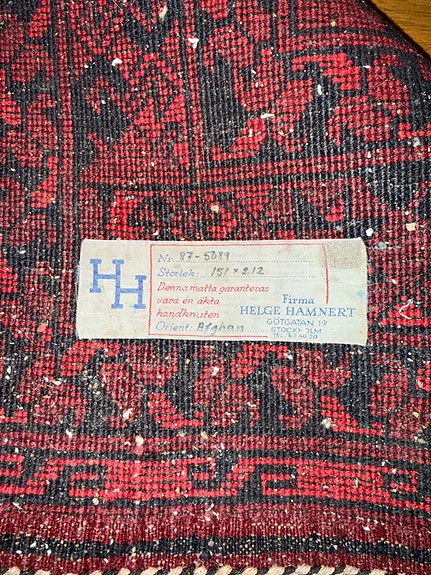 HH
Nr. 87-5089
Storlek: 151 x 212
Denna matta garanteras
vara en äkta
handknuten
Orient: Afghan
Firma
HELGE HAMNERT
GÖTGATAN 19
STOCKHOLM